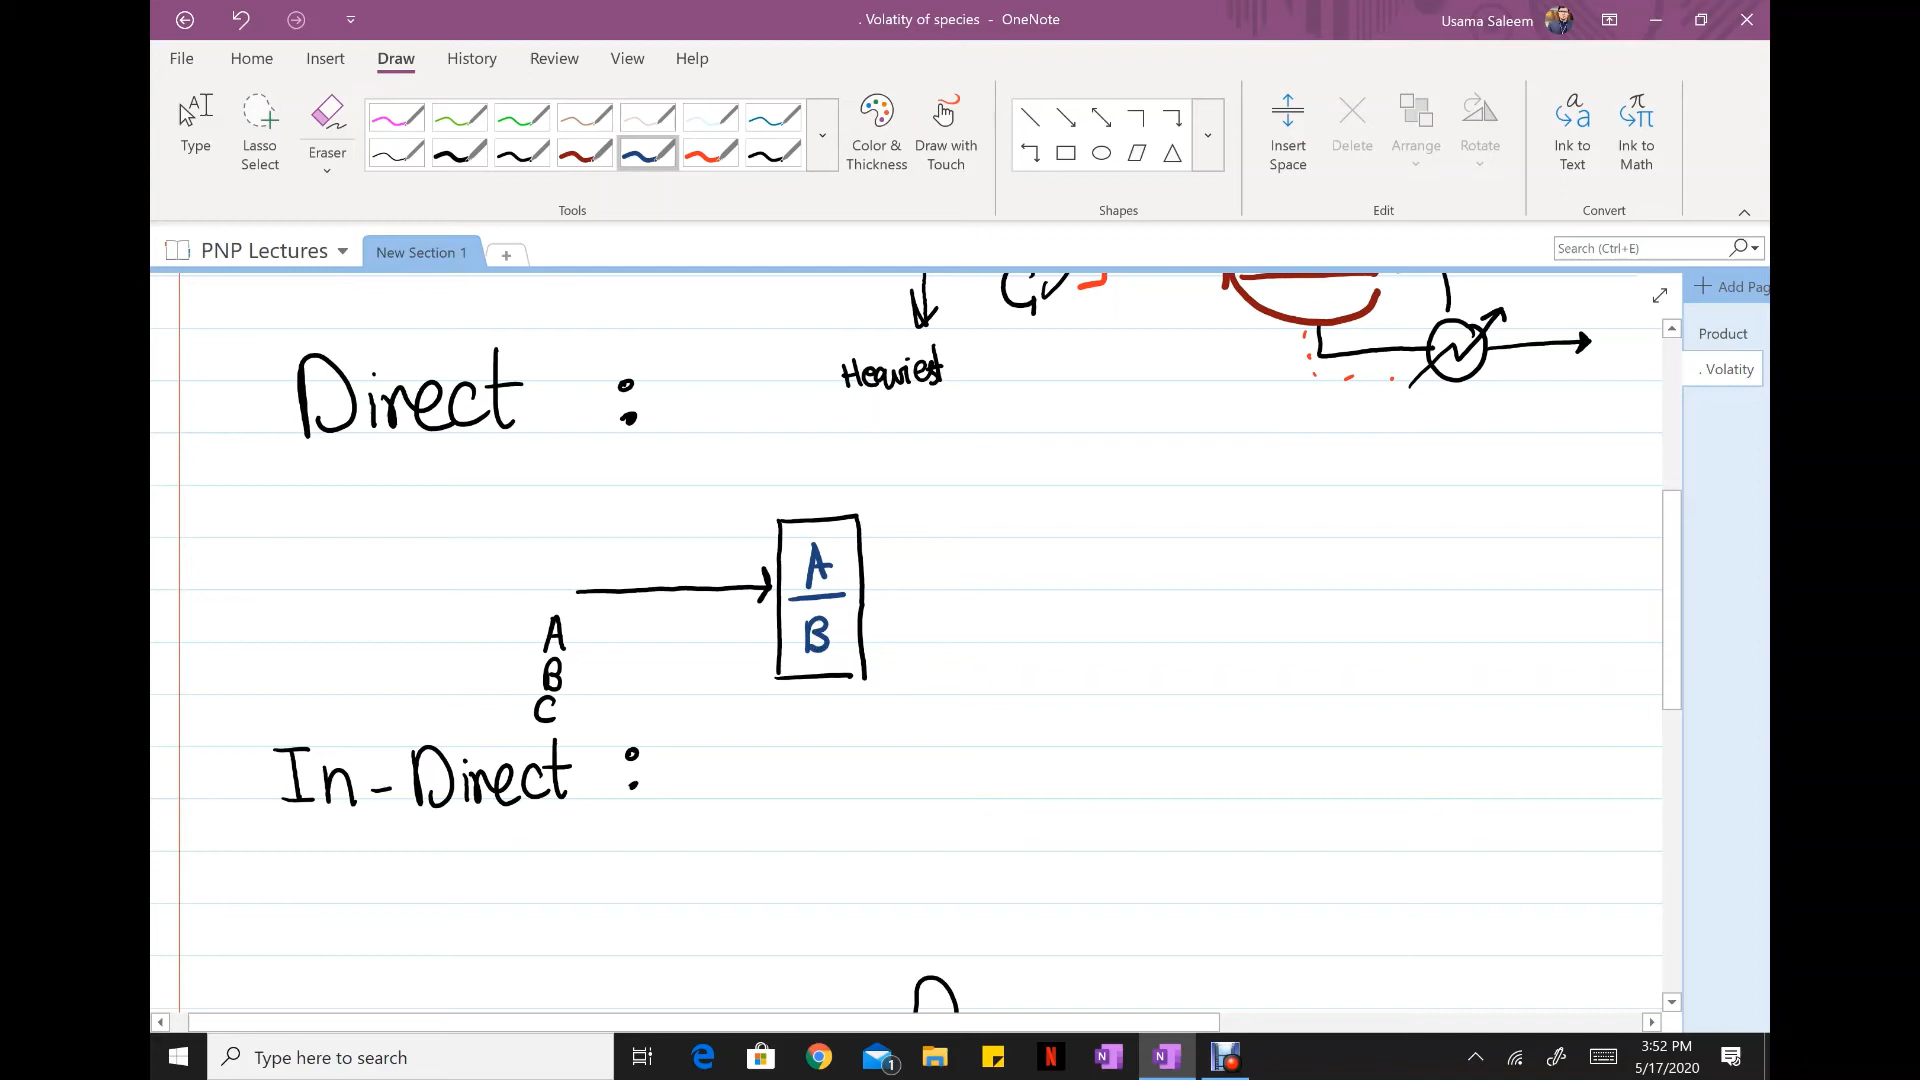 . Volatity of species - OneNote
Usama Saleem
File Home Insert Draw History Review View Help
Type
Lasso Select
Eraser
Color & Thickness
Draw with Touch
Insert Space
Delete
Arrange
Rotate
Ink to Text
Ink to Math
Tools
Shapes
Edit
Convert
PNP Lectures
New Section 1
Search (Ctrl+E)
Add Pag
Product
. Volatity
Heaviest
Direct :
A
B
A
B
C
In-Direct :
Type here to search
1
3:52 PM
5/17/2020